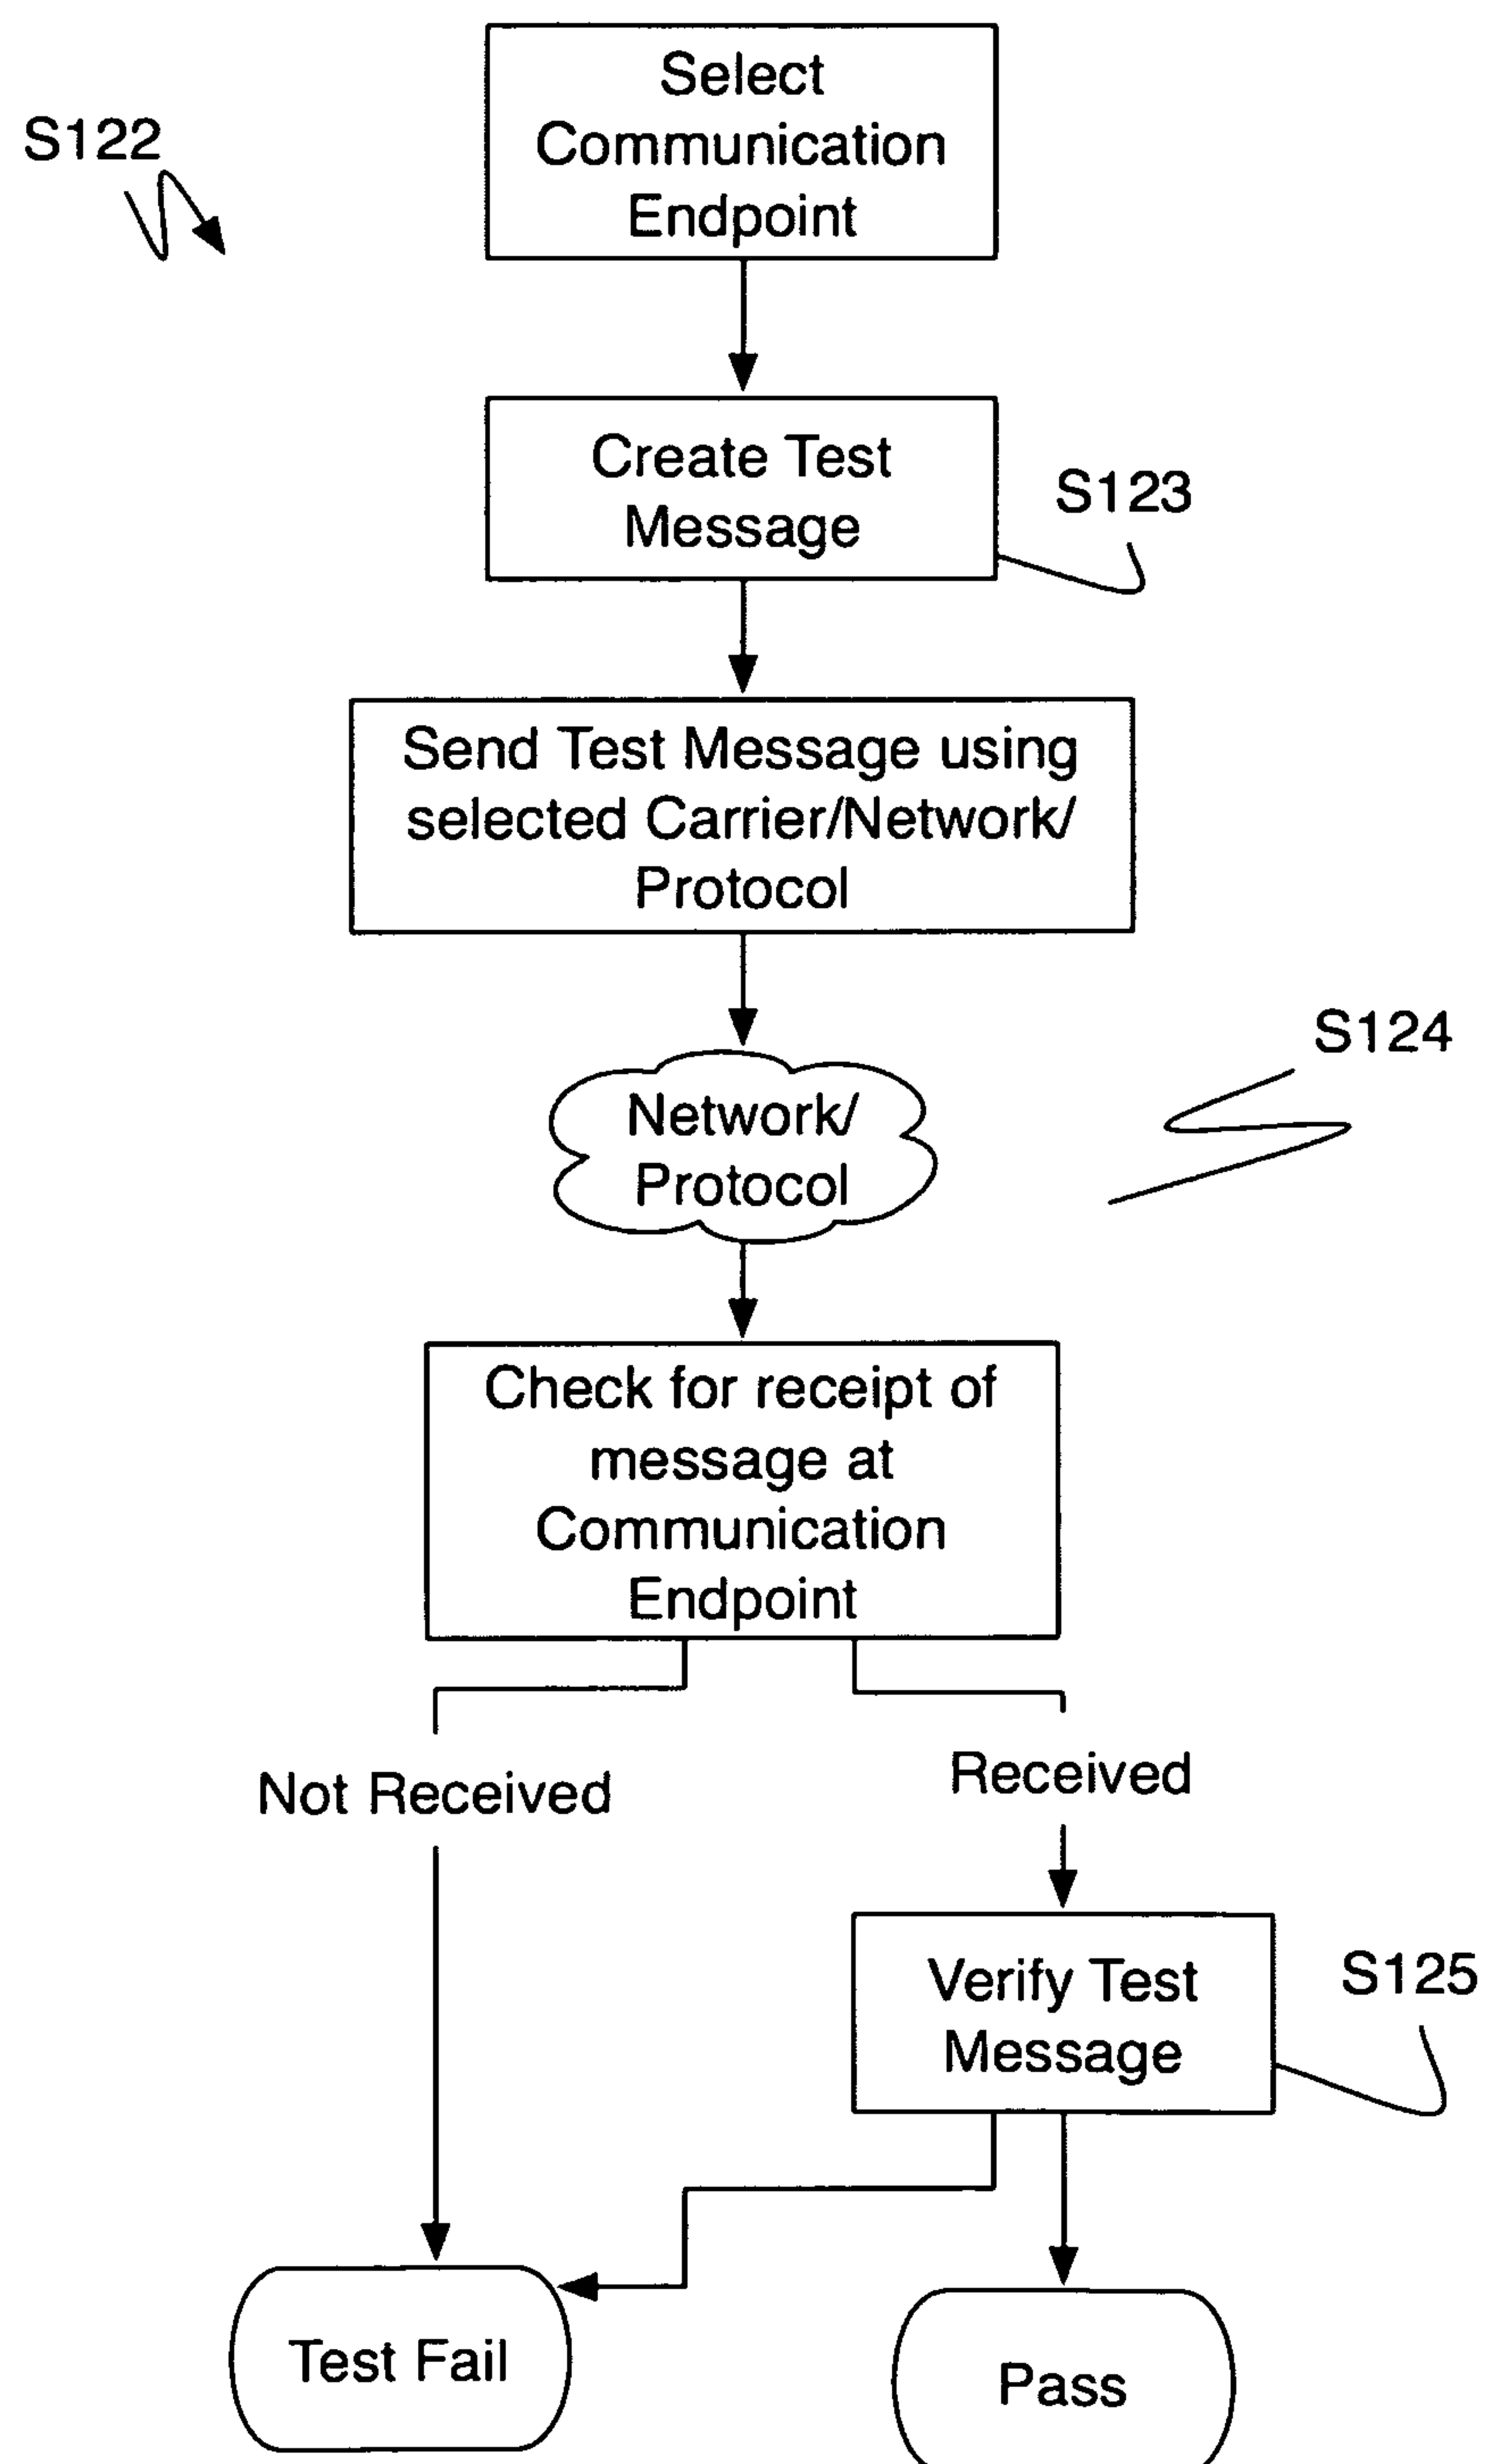 Select
Communication
Endpoint
S122
Create Test
Message
S123
Send Test Message using
selected Carrier/Network/
Protocol
S124
Network/
Protocol
Check for receipt of
message at
Communication
Endpoint
Not Received
Received
Verify Test
Message
S125
Test Fail
Pass